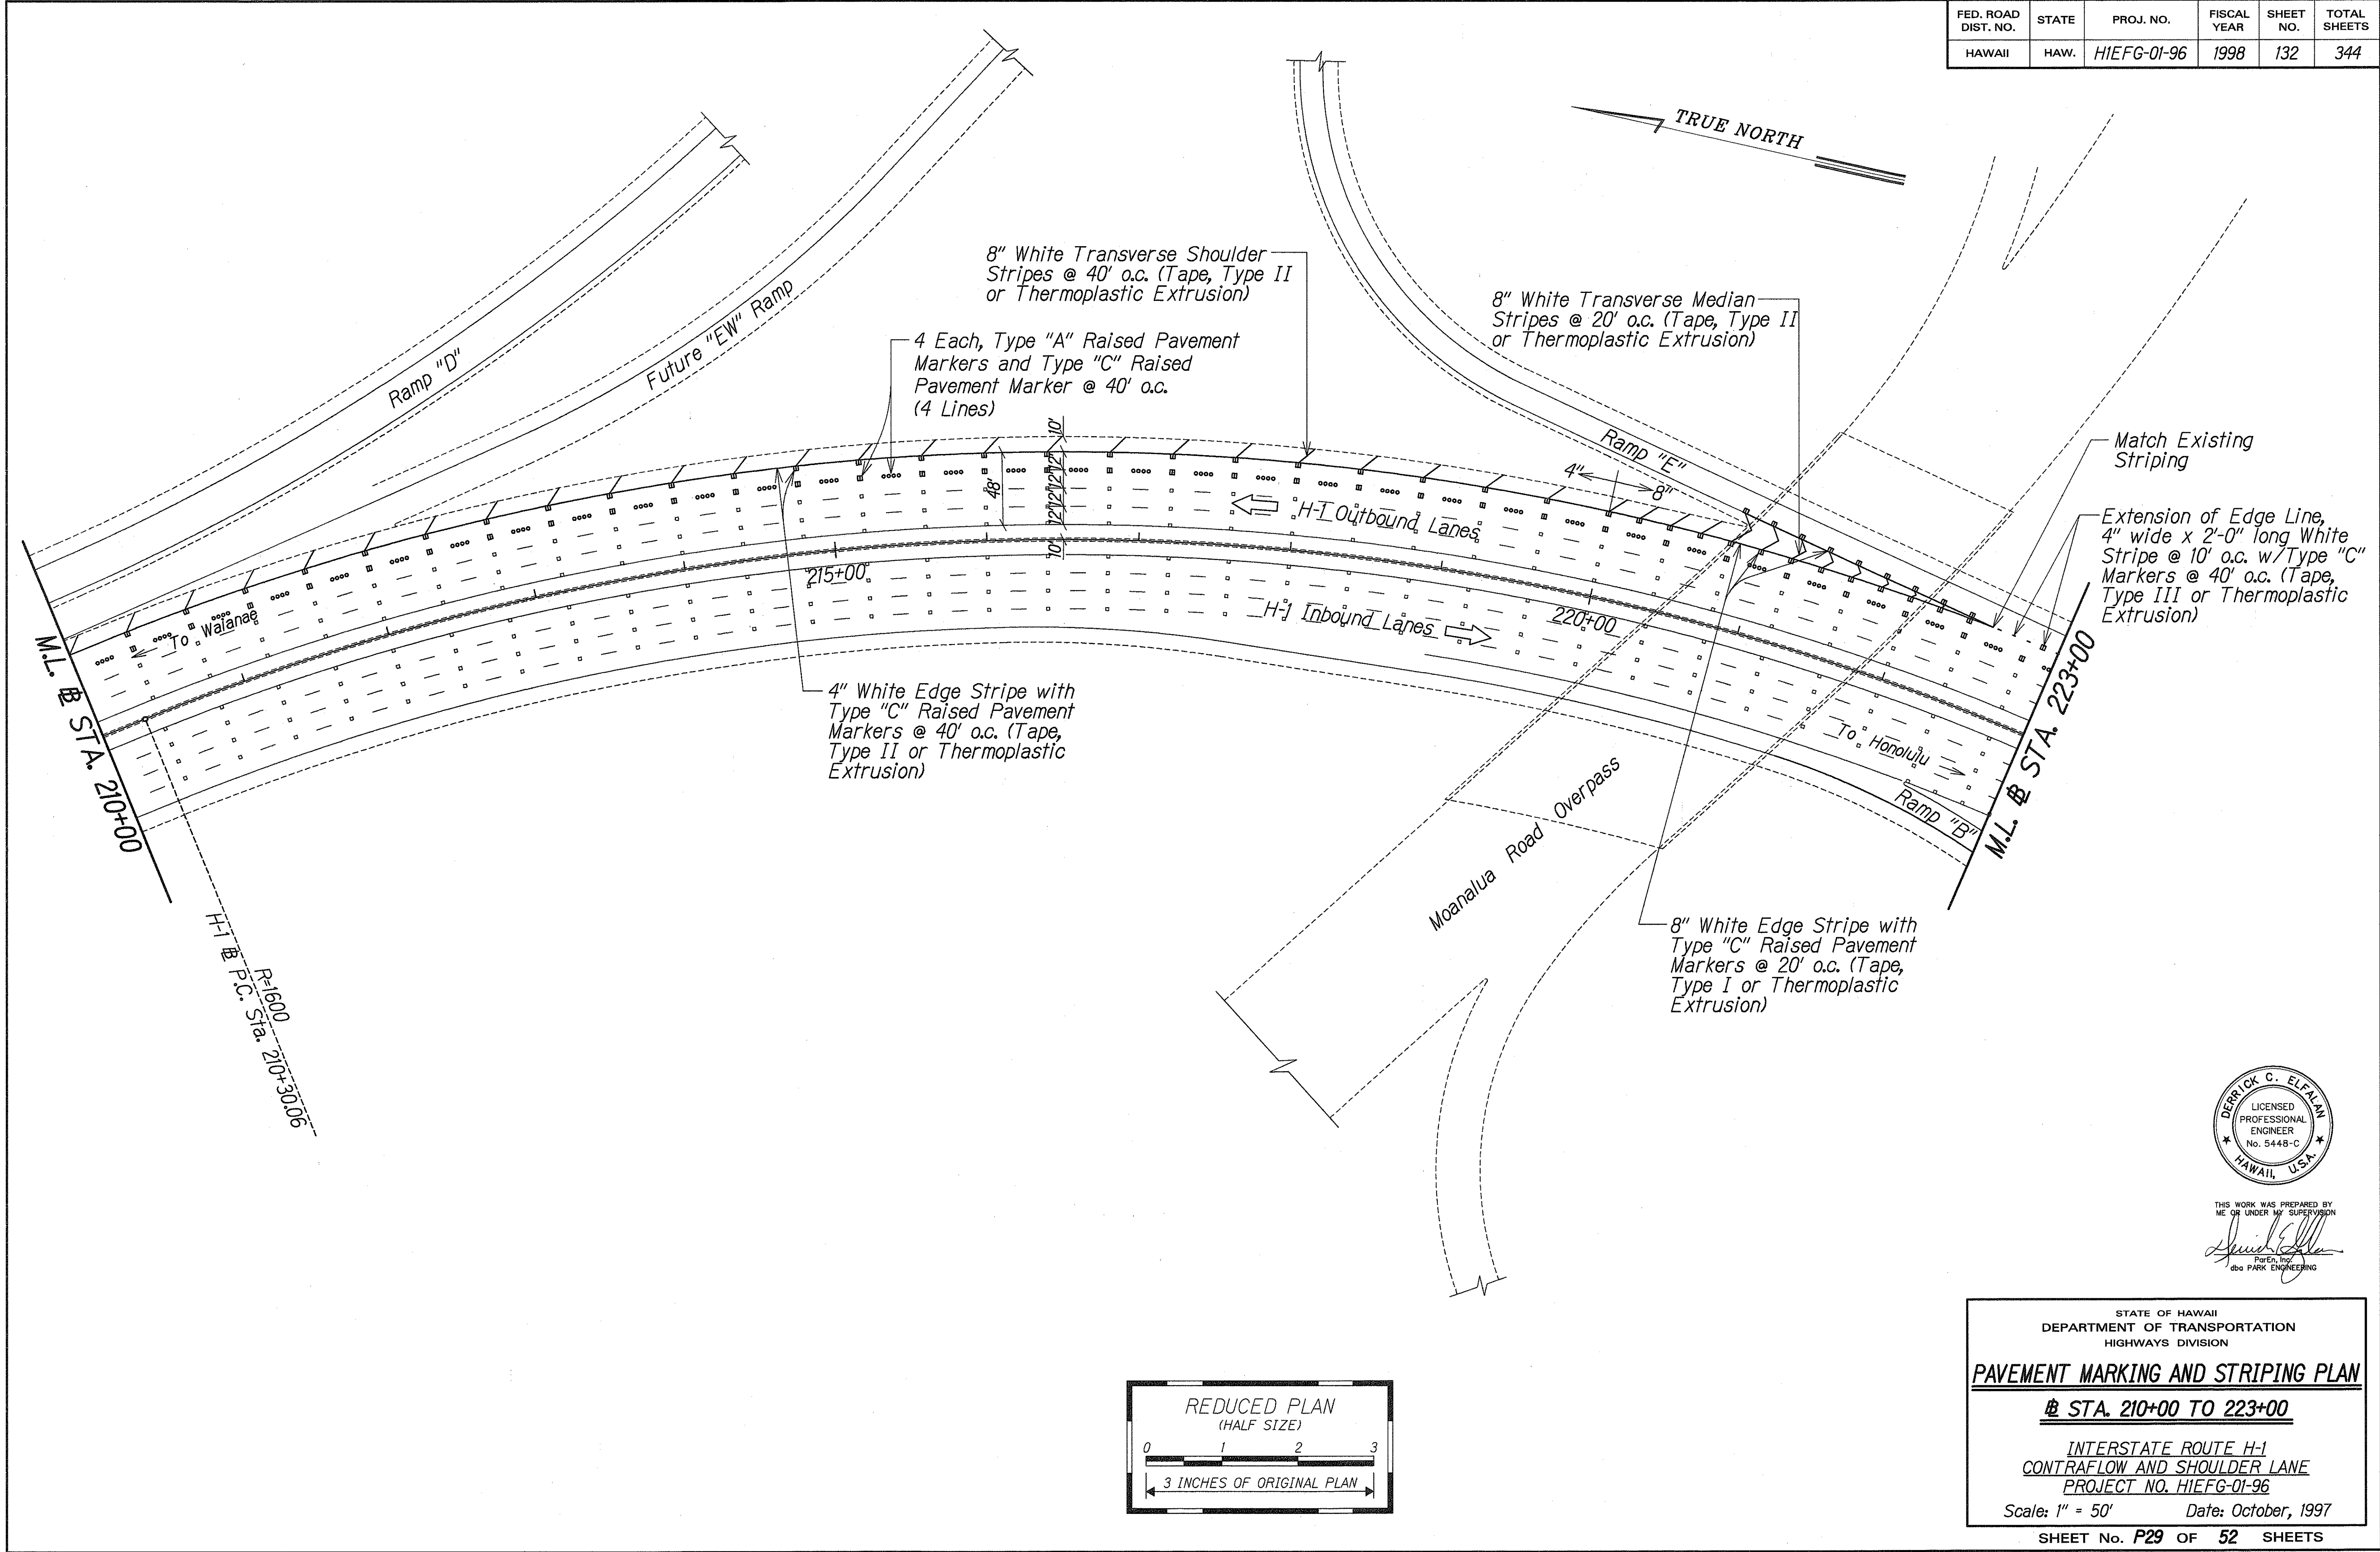 FED. ROAD DIST. NO.
STATE
PROJ. NO.
FISCAL YEAR
SHEET NO.
TOTAL SHEETS
HAWAII
HAW.
H1EFG-01-96
1998
132
344
TRUE NORTH
8" White Transverse Shoulder
Stripes @ 40' o.c. (Tape, Type II
or Thermoplastic Extrusion)
8" White Transverse Median
Stripes @ 20' o.c. (Tape, Type II
or Thermoplastic Extrusion)
4 Each, Type "A" Raised Pavement
Markers and Type "C" Raised
Pavement Marker @ 40' o.c.
(4 Lines)
Ramp "D"
Future "EW" Ramp
Ramp "E"
4"
8"
Match Existing
Striping
Extension of Edge Line,
4" wide x 2'-0" long White
Stripe @ 10' o.c. w/Type "C"
Markers @ 40' o.c. (Tape,
Type III or Thermoplastic
Extrusion)
10'
12'
12'
12'
12'
48'
10'
H-1 Outbound Lanes
215+00
H-1 Inbound Lanes
220+00
To Waianae
To Honolulu
Ramp "B"
M.L. BL STA. 210+00
M.L. BL STA. 223+00
4" White Edge Stripe with
Type "C" Raised Pavement
Markers @ 40' o.c. (Tape,
Type II or Thermoplastic
Extrusion)
Moanalua Road Overpass
8" White Edge Stripe with
Type "C" Raised Pavement
Markers @ 20' o.c. (Tape,
Type I or Thermoplastic
Extrusion)
R=1600
H-1 BL P.C. Sta. 210+30.06
DERRICK C. ELFALAN
LICENSED
PROFESSIONAL
ENGINEER
No. 5448-C
HAWAII, U.S.A.
THIS WORK WAS PREPARED BY
ME OR UNDER MY SUPERVISION
ParEn, Inc.
dba PARK ENGINEERING
REDUCED PLAN
(HALF SIZE)
0 1 2 3
3 INCHES OF ORIGINAL PLAN
STATE OF HAWAII
DEPARTMENT OF TRANSPORTATION
HIGHWAYS DIVISION
PAVEMENT MARKING AND STRIPING PLAN
BL STA. 210+00 TO 223+00
INTERSTATE ROUTE H-1
CONTRAFLOW AND SHOULDER LANE
PROJECT NO. H1EFG-01-96
Scale: 1" = 50' Date: October, 1997
SHEET No. P29 OF 52 SHEETS